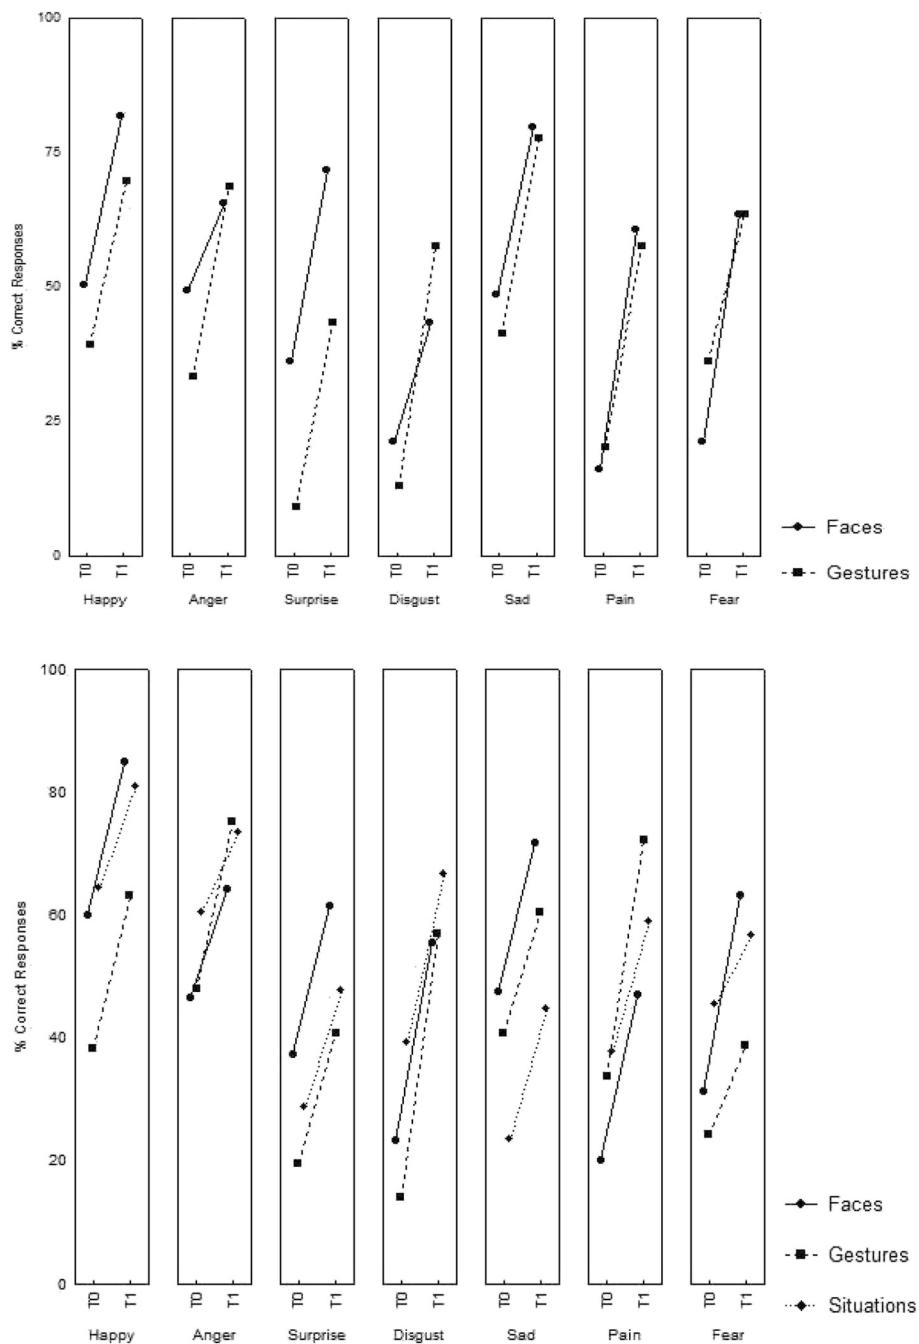 100
75
50
25
0
% Correct Responses
T0 T1 T0 T1 T0 T1 T0 T1 T0 T1 T0 T1 T0 T1
Happy Anger Surprise Disgust Sad Pain Fear
Faces
Gestures
100
80
60
40
20
0
% Correct Responses
T0 T1 T0 T1 T0 T1 T0 T1 T0 T1 T0 T1 T0 T1
Happy Anger Surprise Disgust Sad Pain Fear
Faces
Gestures
Situations